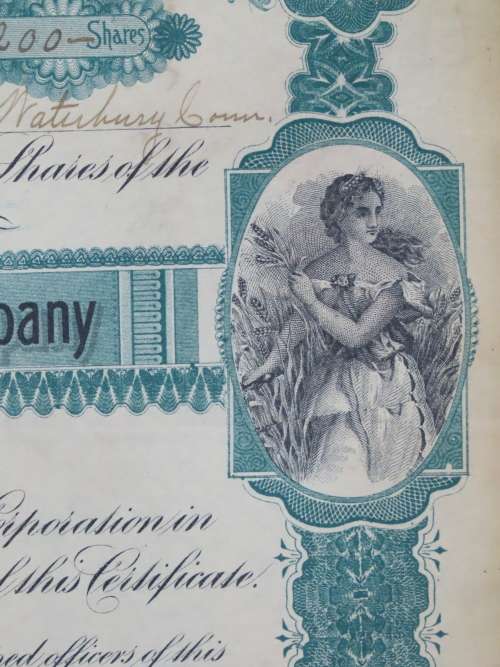 200— Shares
Waterbury Conn.
Shares of the
pany
Corporation in
this Certificate.
officers of this